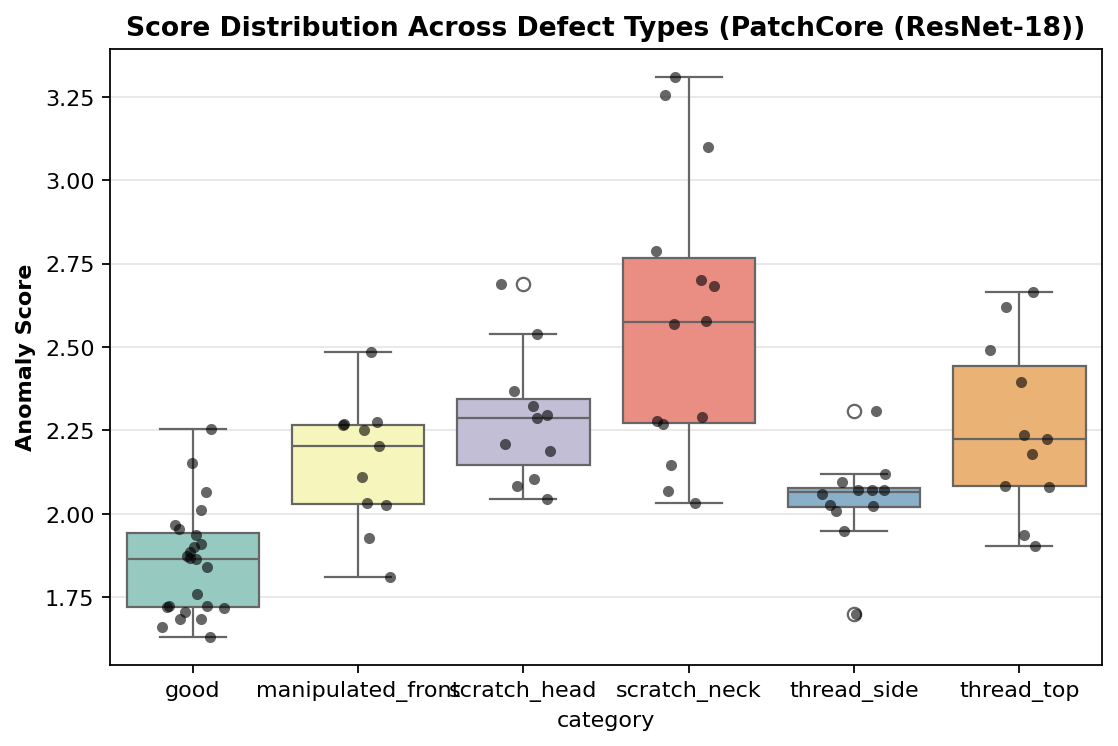 Score Distribution Across Defect Types (PatchCore (ResNet-18))
Anomaly Score
3.25
3.00
2.75
2.50
2.25
2.00
1.75
good
manipulated_front
scratch_head
scratch_neck
thread_side
thread_top
category